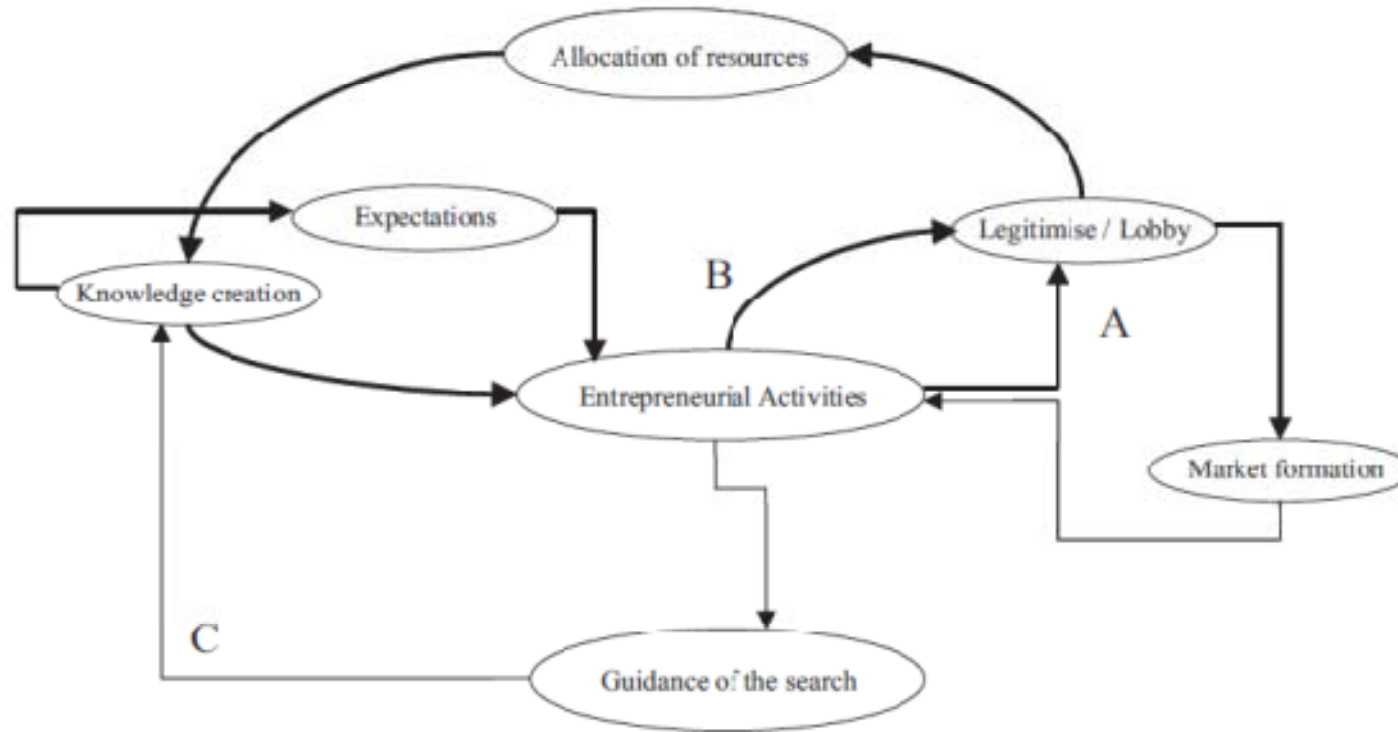 Allocation of resources
Expectations
Legitimise / Lobby
B
Knowledge creation
A
Entrepreneurial Activities
Market formation
C
Guidance of the search